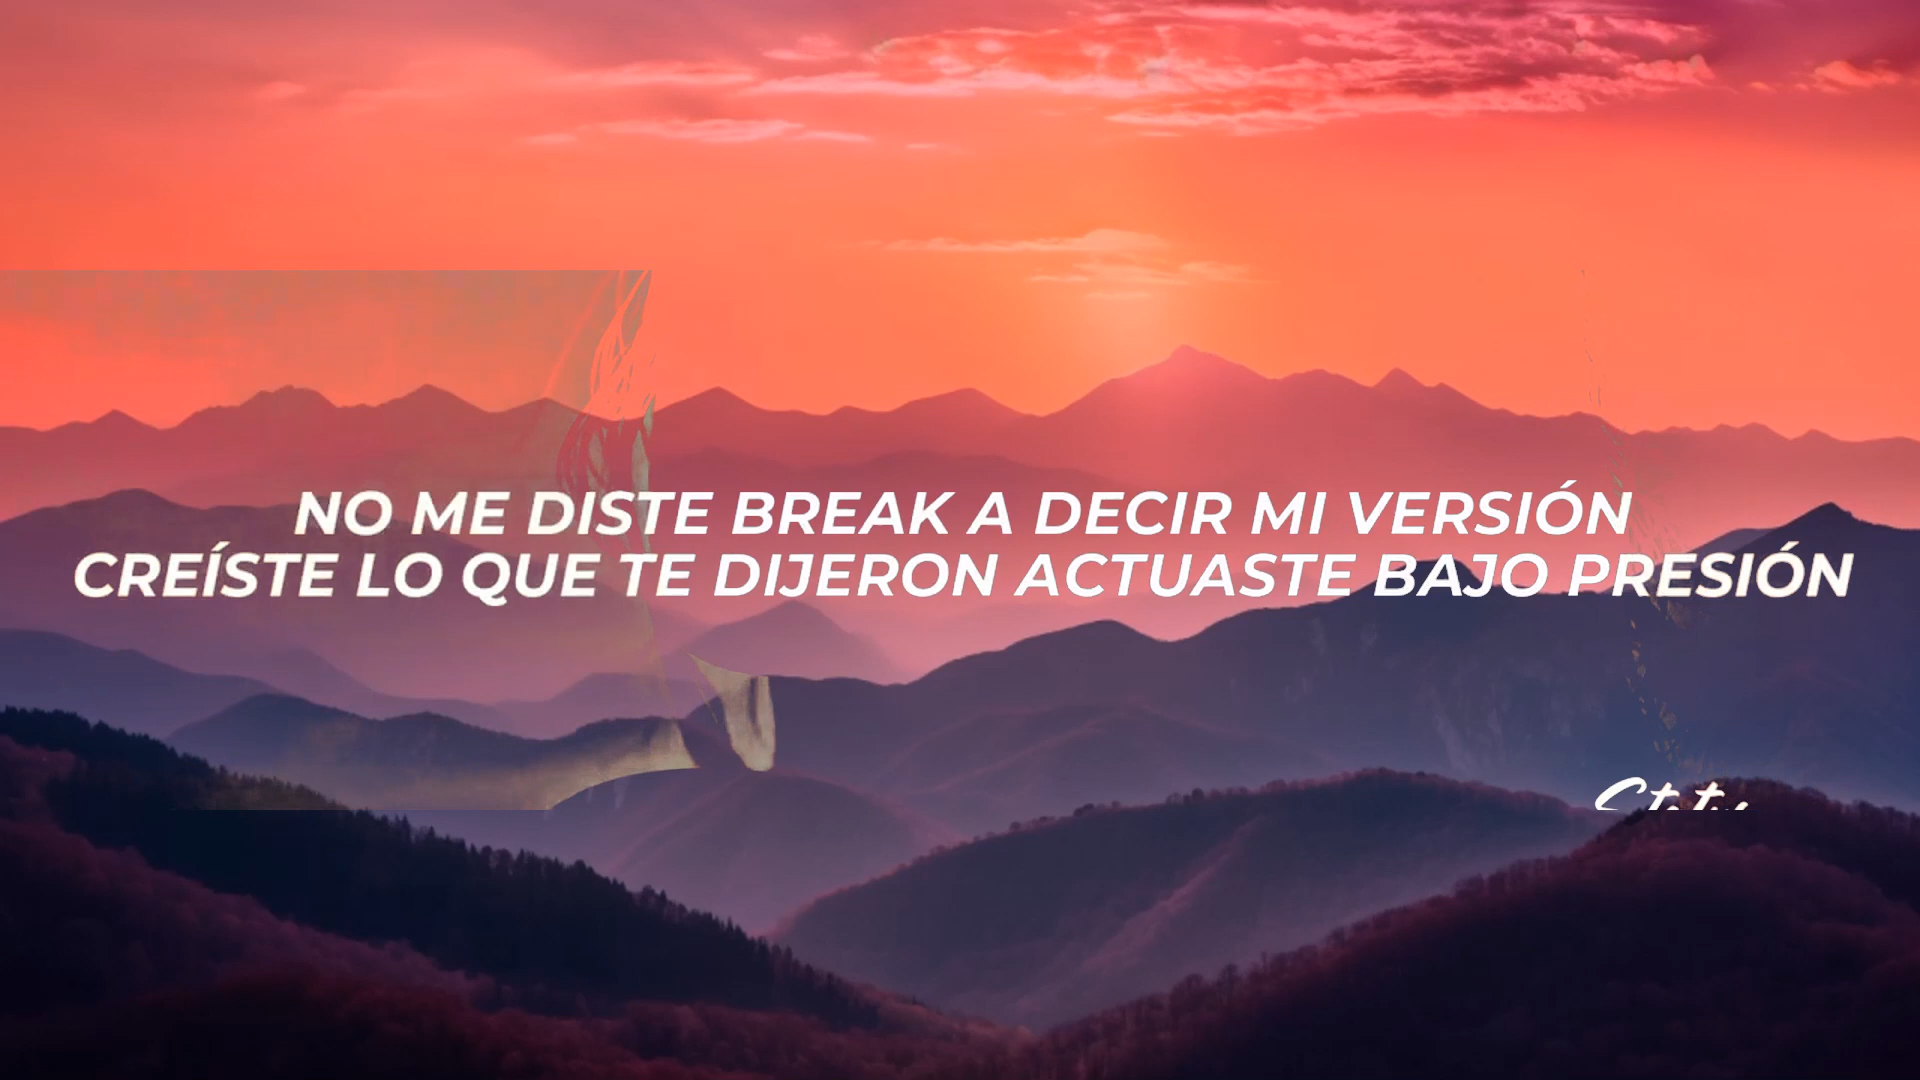 NO ME DISTE BREAK A DECIR MI VERSIÓN
CREÍSTE LO QUE TE DIJERON ACTUASTE BAJO PRESIÓN